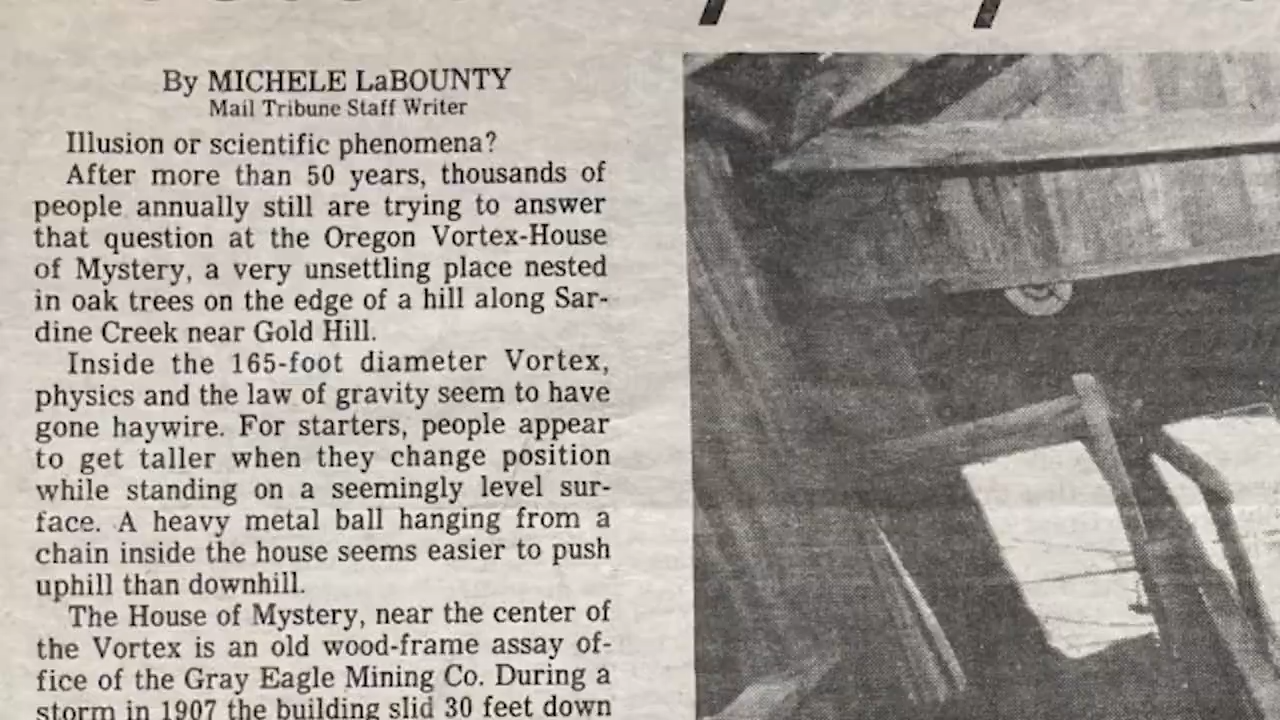 By MICHELE LaBOUNTY
Mail Tribune Staff Writer
Illusion or scientific phenomena?
After more than 50 years, thousands of
people annually still are trying to answer
that question at the Oregon Vortex-House
of Mystery, a very unsettling place nested
in oak trees on the edge of a hill along Sar-
dine Creek near Gold Hill.
Inside the 165-foot diameter Vortex,
physics and the law of gravity seem to have
gone haywire. For starters, people appear
to get taller when they change position
while standing on a seemingly level sur-
face. A heavy metal ball hanging from a
chain inside the house seems easier to push
uphill than downhill.
The House of Mystery, near the center of
the Vortex is an old wood-frame assay of-
fice of the Gray Eagle Mining Co. During a
storm in 1907 the building slid 30 feet down